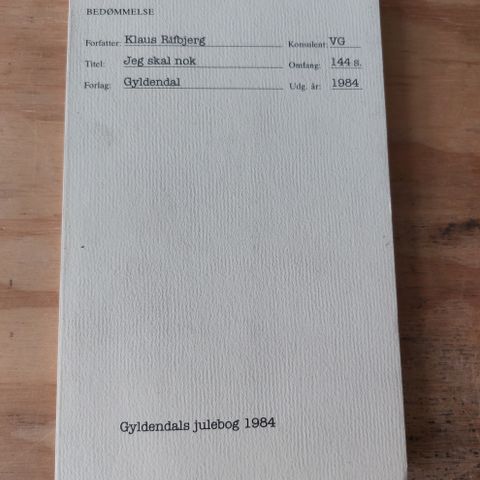 BEDØMMELSE
Forfatter: Klaus Rifbjerg Konsulent: VG
Titel: Jeg skal nok Omfang: 144 s.
Forlag: Gyldendal Udg. år: 1984
Gyldendals julebog 1984